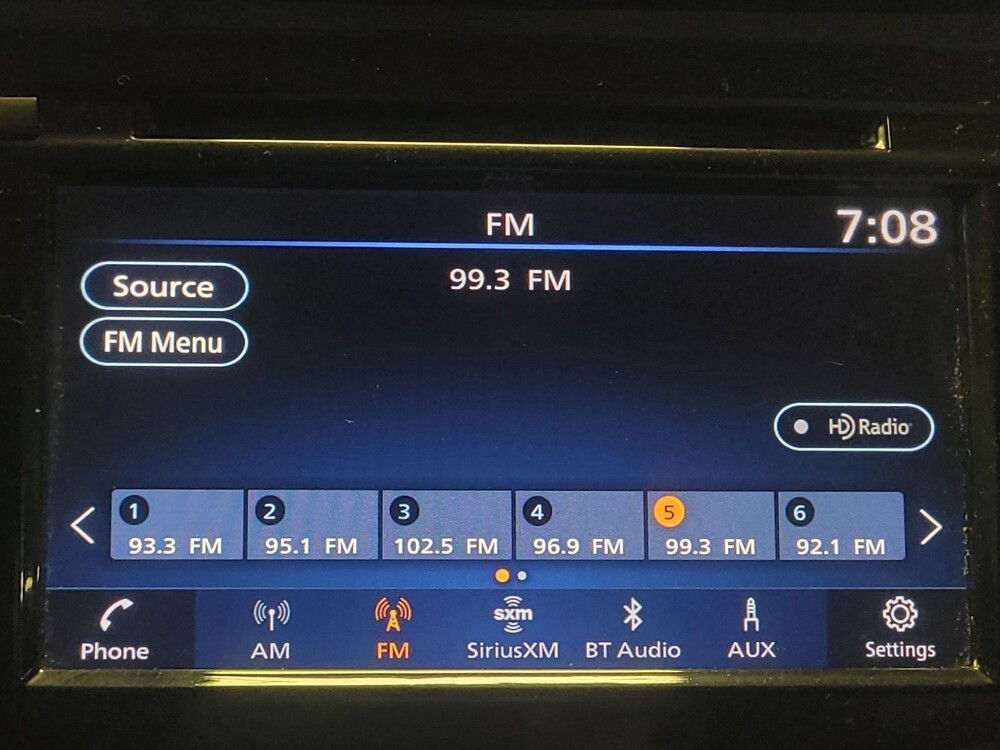 FM
7:08
Source
99.3 FM
FM Menu
HD Radio
1 2 3 4 5 6
93.3 FM 95.1 FM 102.5 FM 96.9 FM 99.3 FM 92.1 FM
sxm
Phone AM FM SiriusXM BT Audio AUX Settings